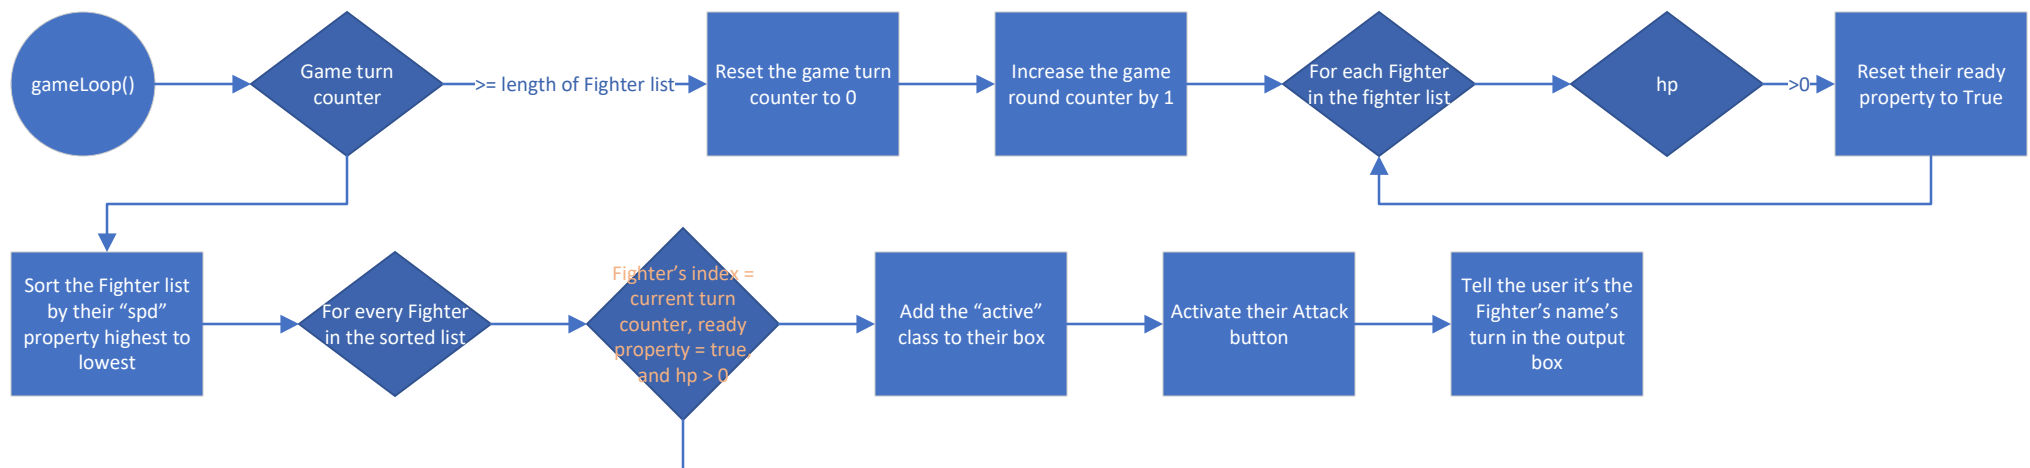 gameLoop()
Game turn
counter
>= length of Fighter list
Reset the game turn
counter to 0
Increase the game
round counter by 1
For each Fighter
in the fighter list
hp
>0
Reset their ready
property to True
Sort the Fighter list
by their “spd”
property highest to
lowest
For every Fighter
in the sorted list
Fighter’s index =
current turn
counter, ready
property = true,
and hp > 0
Add the “active”
class to their box
Activate their Attack
button
Tell the user it’s the
Fighter’s name’s
turn in the output
box